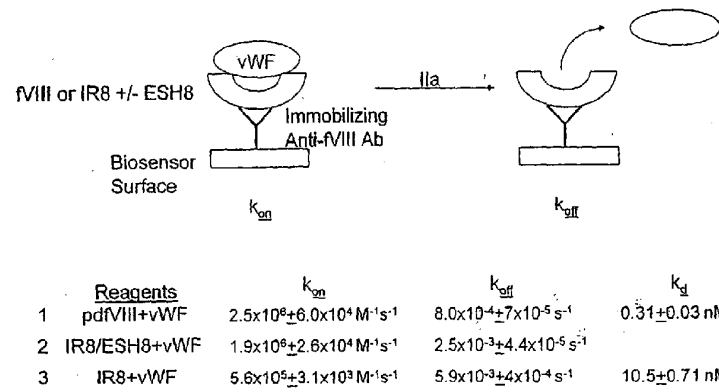 vWF
fVIII or IR8 +/- ESH8
IIa
Immobilizing
Anti-fVIII Ab
Biosensor
Surface
kon
koff
Reagents kon koff kd
1 pdfVIII+vWF 2.5x10⁶±6.0x10⁴ M⁻¹s⁻¹ 8.0x10⁻⁴±7x10⁻⁵ s⁻¹ 0.31±0.03 nM
2 IR8/ESH8+vWF 1.9x10⁶±2.6x10⁴ M⁻¹s⁻¹ 2.5x10⁻³±4.4x10⁻⁵ s⁻¹
3 IR8+vWF 5.6x10⁵±3.1x10³ M⁻¹s⁻¹ 5.9x10⁻³±4x10⁻⁴ s⁻¹ 10.5±0.71 nM